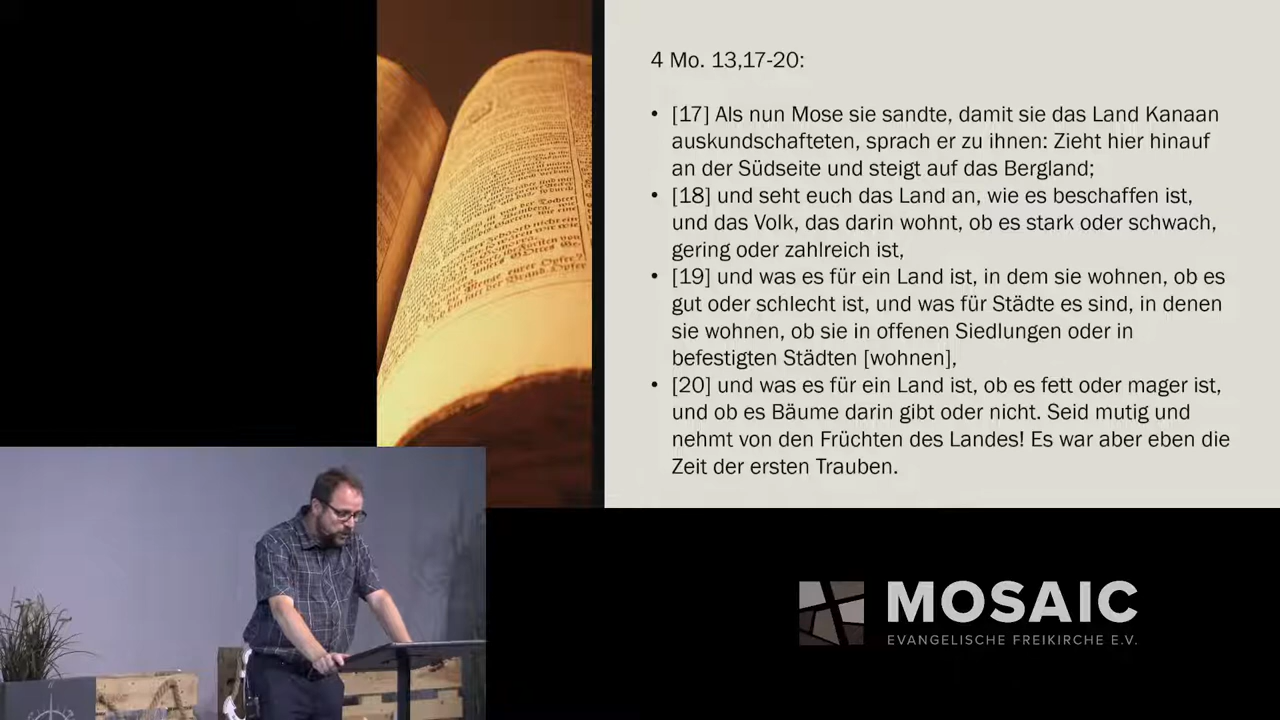 4 Mo. 13,17-20:
• [17] Als nun Mose sie sandte, damit sie das Land Kanaan
auskundschafteten, sprach er zu ihnen: Zieht hier hinauf
an der Südseite und steigt auf das Bergland;
• [18] und seht euch das Land an, wie es beschaffen ist,
und das Volk, das darin wohnt, ob es stark oder schwach,
gering oder zahlreich ist,
• [19] und was es für ein Land ist, in dem sie wohnen, ob es
gut oder schlecht ist, und was für Städte es sind, in denen
sie wohnen, ob sie in offenen Siedlungen oder in
befestigten Städten [wohnen],
• [20] und was es für ein Land ist, ob es fett oder mager ist,
und ob es Bäume darin gibt oder nicht. Seid mutig und
nehmt von den Früchten des Landes! Es war aber eben die
Zeit der ersten Trauben.
MOSAIC
EVANGELISCHE FREIKIRCHE E.V.